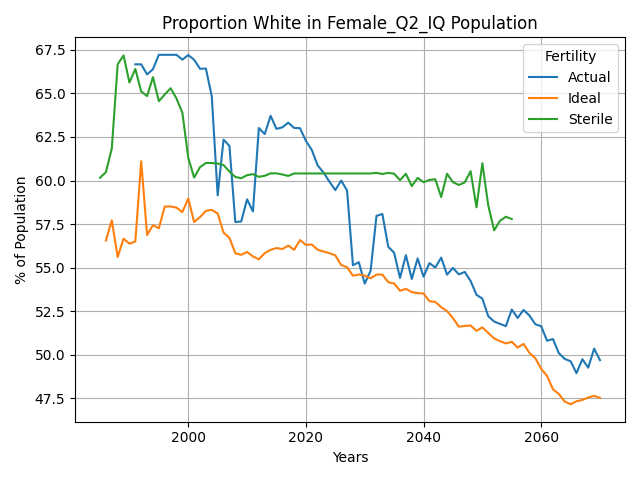 Proportion White in Female_Q2_IQ Population
Fertility
Actual
Ideal
Sterile
% of Population
67.5
65.0
62.5
60.0
57.5
55.0
52.5
50.0
47.5
2000
2020
2040
2060
Years